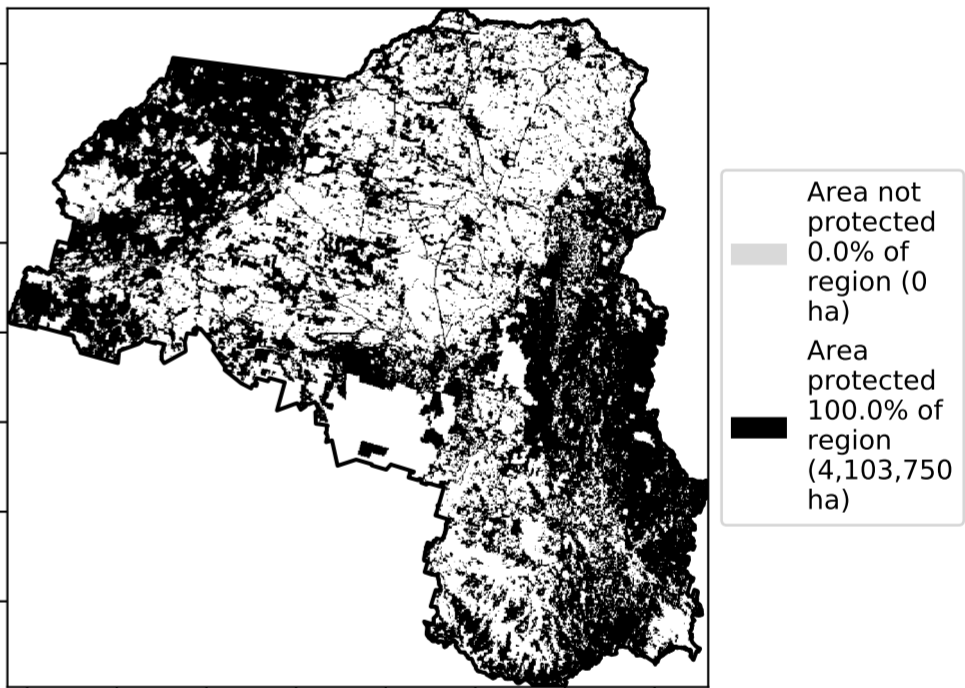 Area not
protected
0.0% of
region (0
ha)
Area
protected
100.0% of
region
(4,103,750
ha)